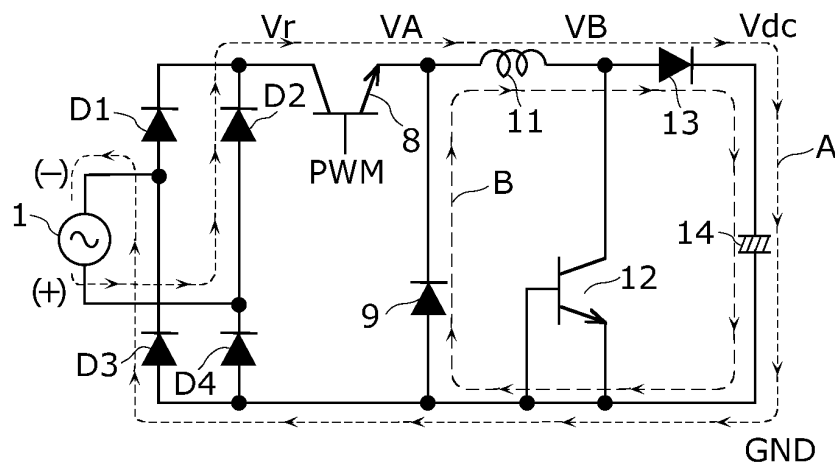 Vr VA VB Vdc
D1 D2 8 11 13
PWM
A
(−)
B
1
14
12
(+)
9
D3 D4
GND